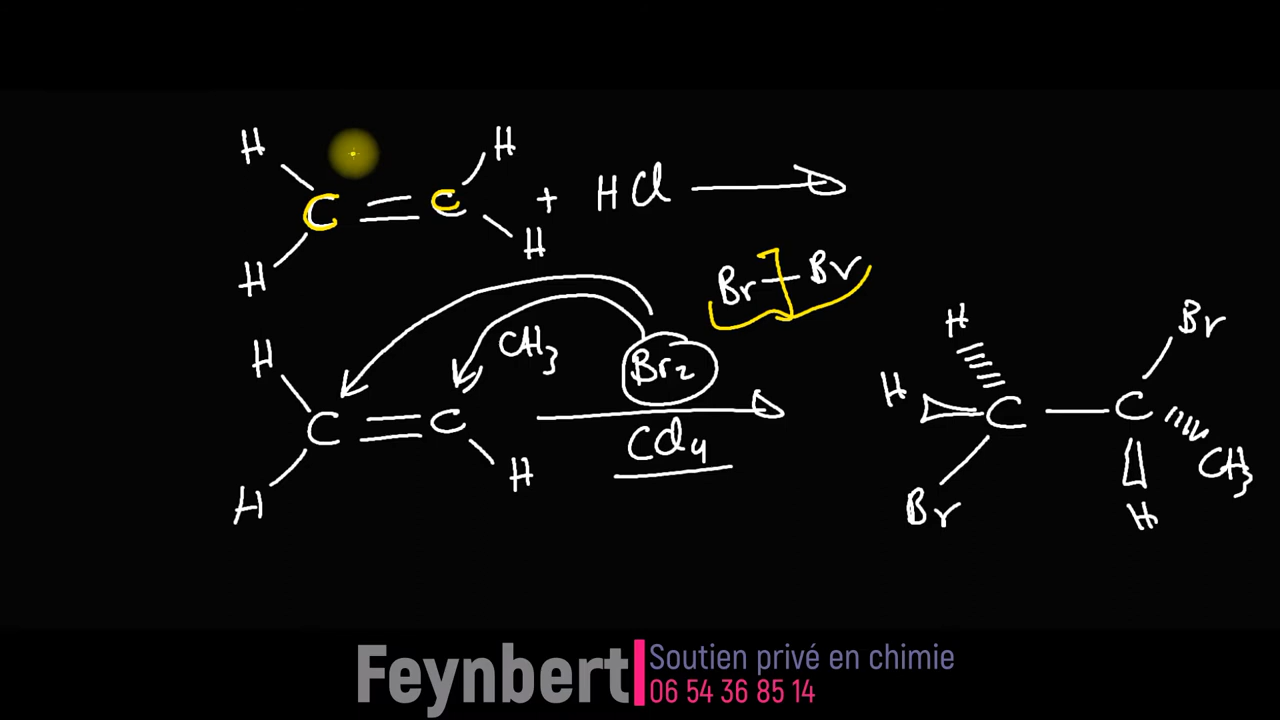 H H
C = C + HCl
H H
Br-Br
H CH3 Br2
C = C
H H
CCl4
H Br
H C - C
Br H CH3
Feynbert
Soutien privé en chimie
06 54 36 85 14